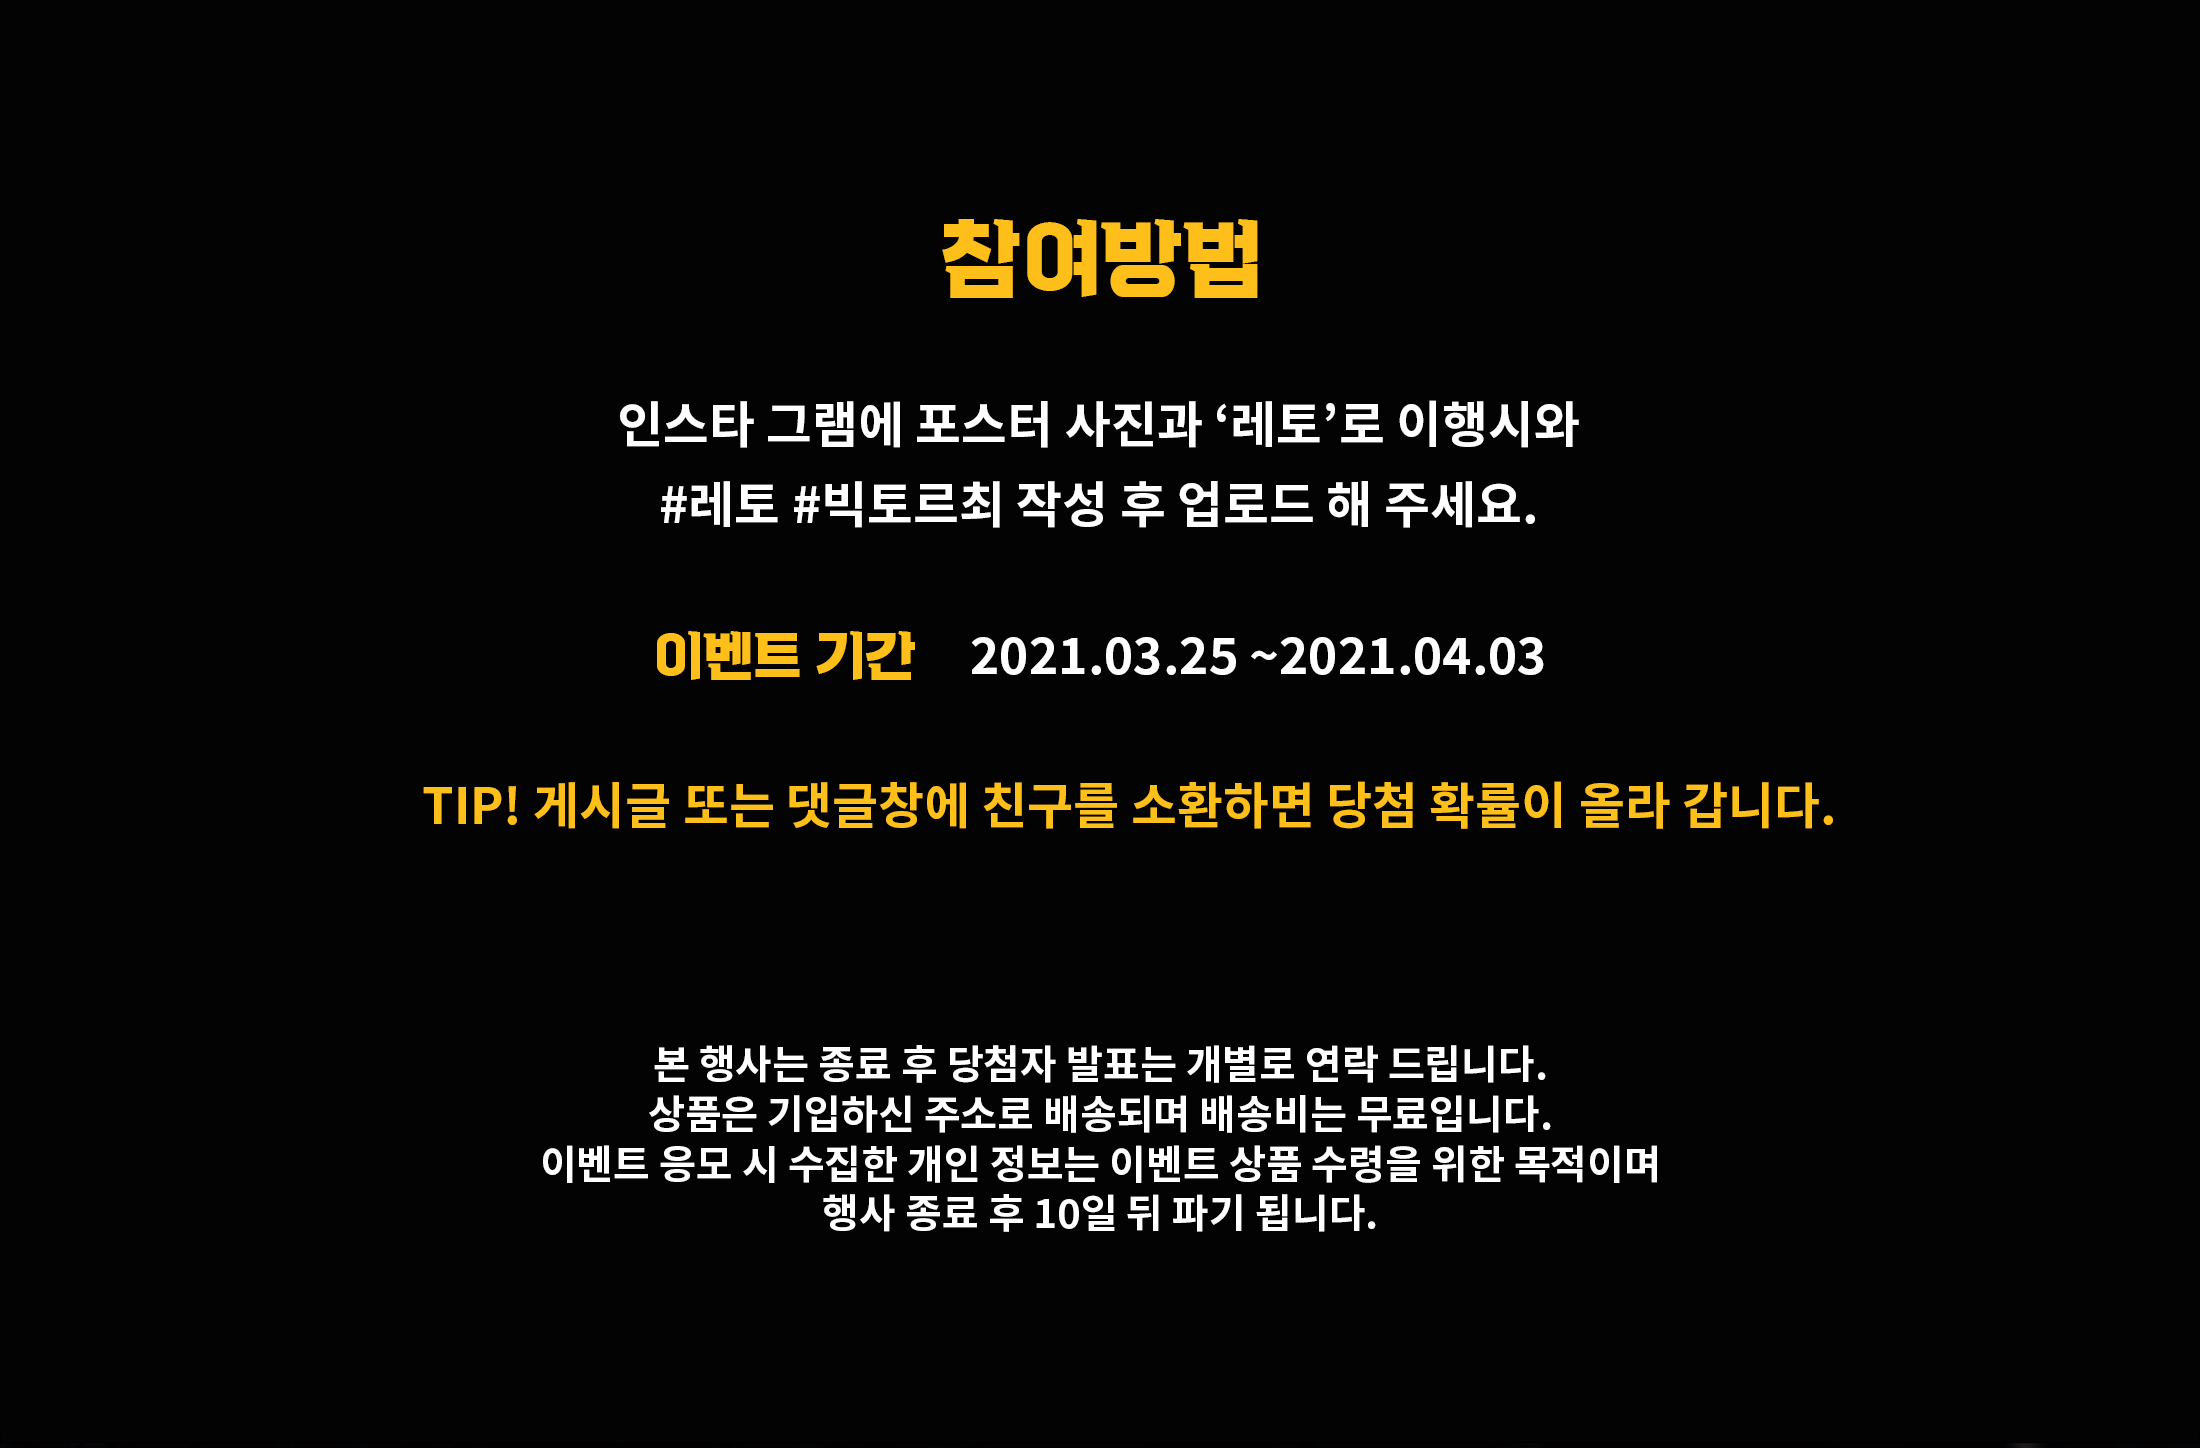 참여방법
인스타 그램에 포스터 사진과 ‘레토’로 이행시와
#레토 #빅토르최 작성 후 업로드 해 주세요.
이벤트 기간 2021.03.25 ~2021.04.03
TIP! 게시글 또는 댓글창에 친구를 소환하면 당첨 확률이 올라 갑니다.
본 행사는 종료 후 당첨자 발표는 개별로 연락 드립니다.
상품은 기입하신 주소로 배송되며 배송비는 무료입니다.
이벤트 응모 시 수집한 개인 정보는 이벤트 상품 수령을 위한 목적이며
행사 종료 후 10일 뒤 파기 됩니다.